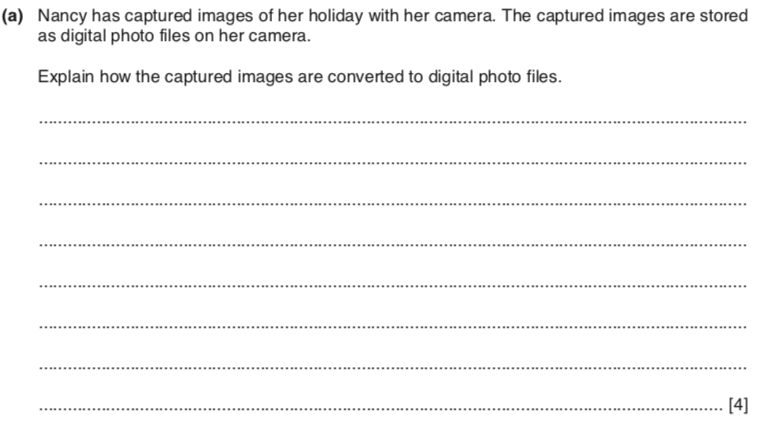 (a) Nancy has captured images of her holiday with her camera. The captured images are stored
as digital photo files on her camera.
Explain how the captured images are converted to digital photo files.
[4]